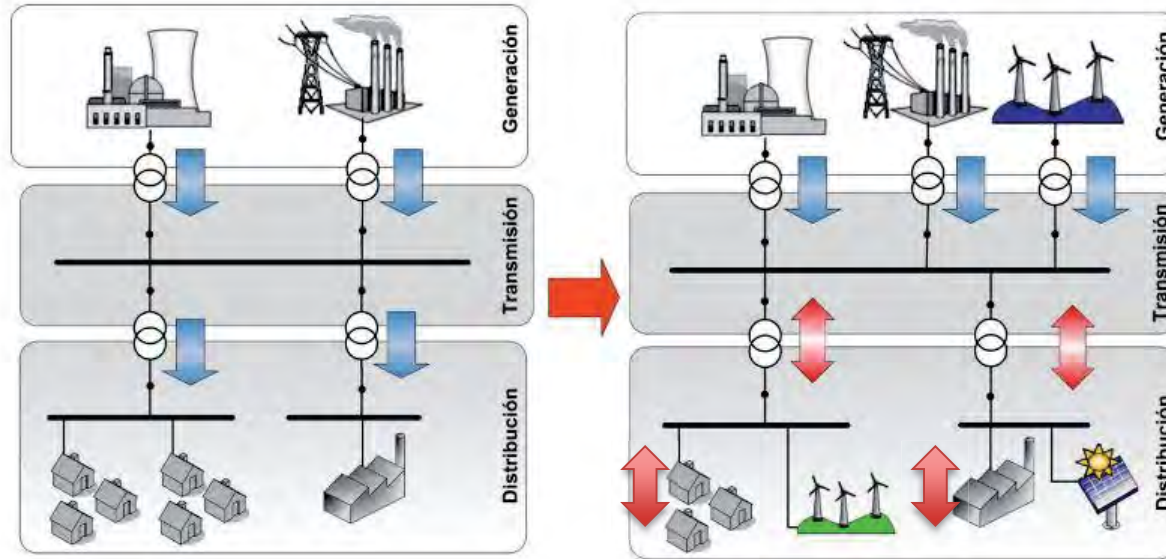 Generación
Transmisión
Distribución
Generación
Transmisión
Distribución